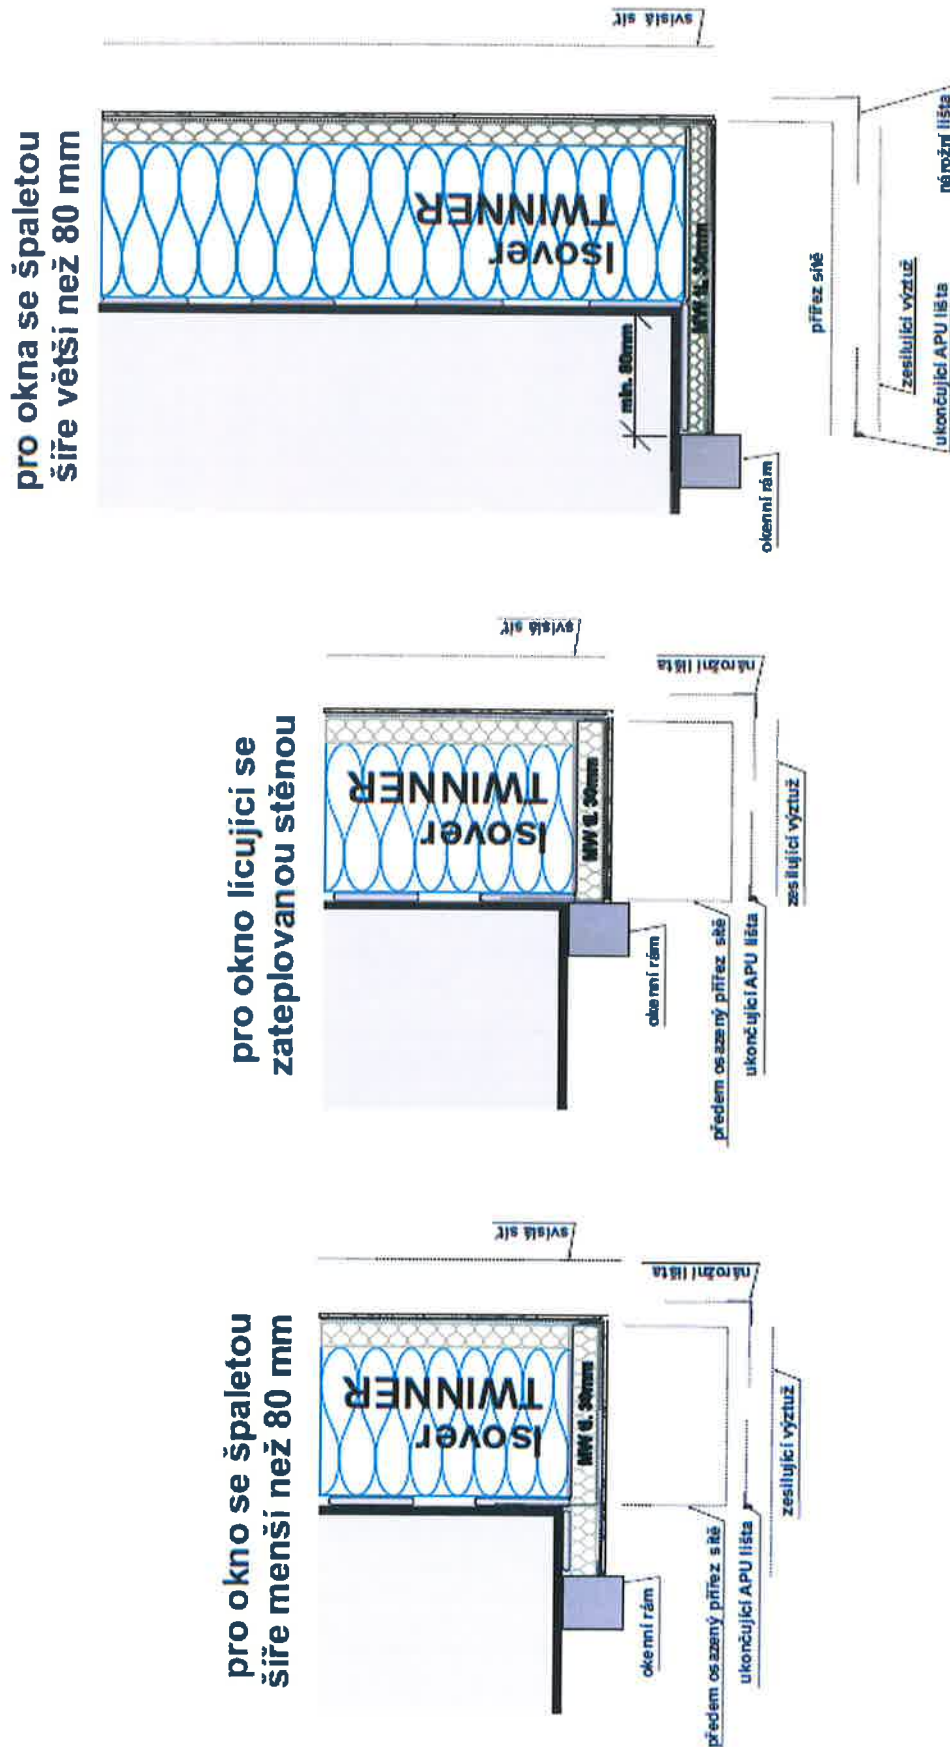 pro okno se špaletou
šíře menší než 80 mm
svislá síť
Isover
TWINNER
MW tl. 30mm
nárožní lišta
okenní rám
předem osazený přířez sítě
ukončující APU lišta
zesilující výztuž
pro okno lícující se
zateplovanou stěnou
svislá síť
Isover
TWINNER
MW tl. 30mm
nárožní lišta
okenní rám
předem osazený přířez sítě
ukončující APU lišta
zesilující výztuž
pro okna se špaletou
šíře větší než 80 mm
svislá síť
Isover
TWINNER
min. 80mm
MW tl. 30mm
okenní rám
přířez sítě
zesilující výztuž
ukončující APU lišta
nárožní lišta